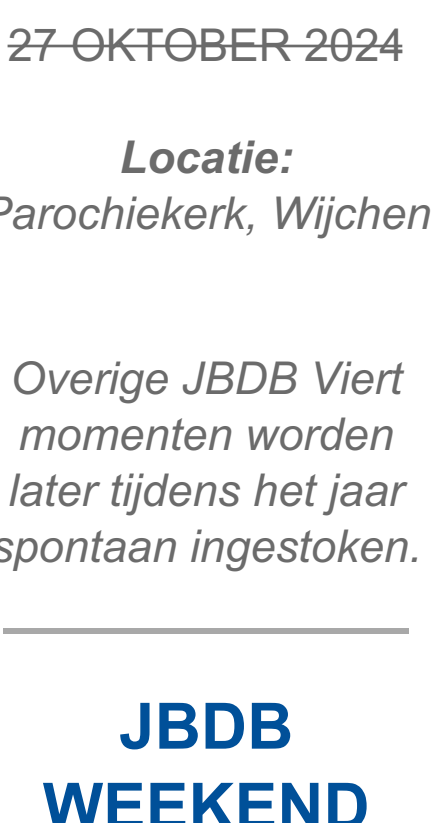 27 OKTOBER 2024
Locatie:
Parochiekerk, Wijchen
Overige JBDB Viert
momenten worden
later tijdens het jaar
spontaan ingestoken.
JBDB
WEEKEND